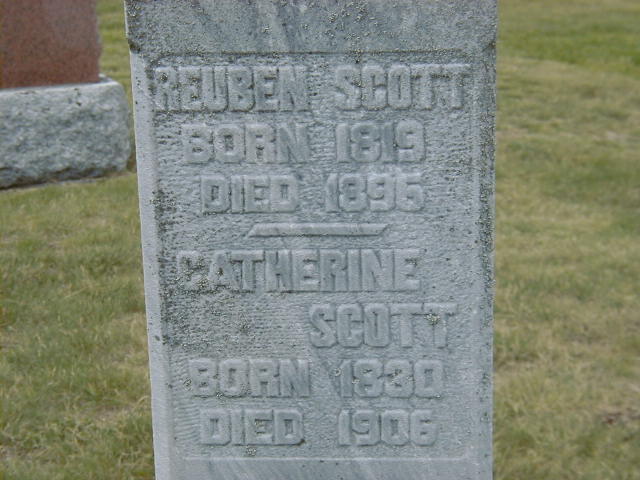 REUBEN SCOTT
BORN 1819
DIED 1896
CATHERINE
SCOTT
BORN 1830
DIED 1906